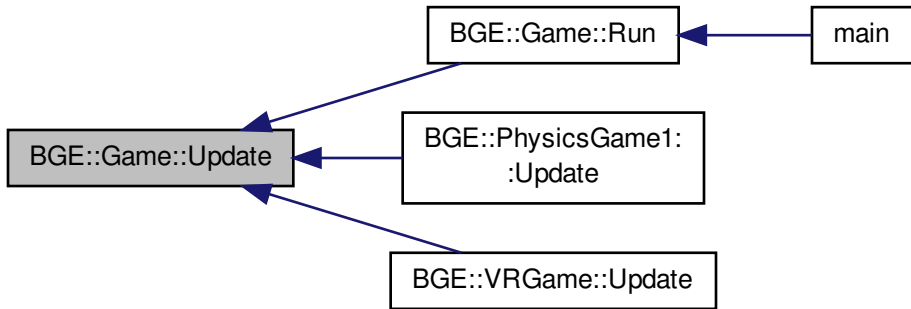 BGE::Game::Run
main
BGE::Game::Update
BGE::PhysicsGame1:
:Update
BGE::VRGame::Update